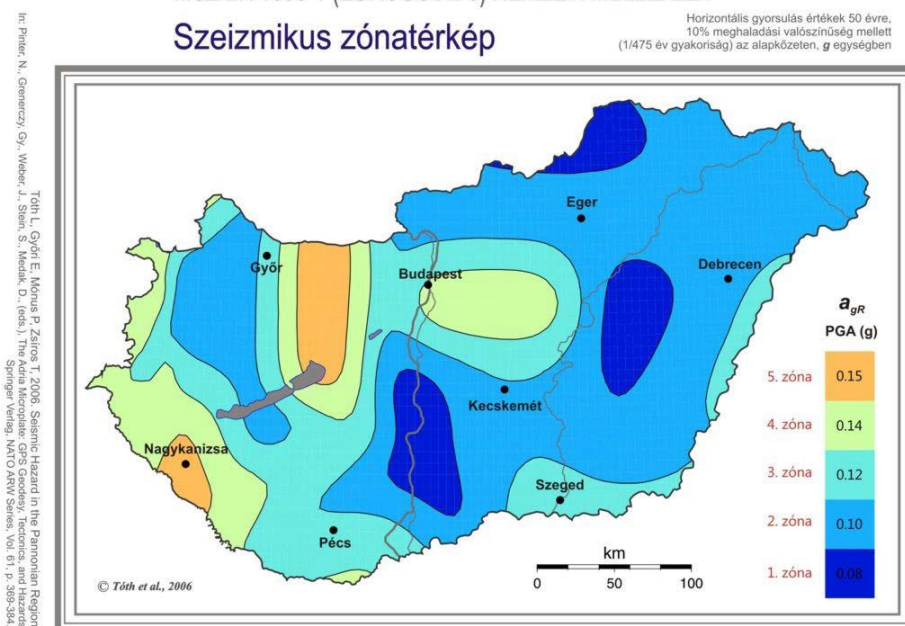 Szeizmikus zónatérkép
Horizontális gyorsulás értékek 50 évre,
10% meghaladási valószínűség mellett
(1/475 év gyakoriság) az alapkőzeten, g egységben
Tóth L, Győri E, Mónus P, Zsíros T, 2006. Seismic Hazard in the Pannonian Region
In: Pinter, N., Grenerczy, Gy., Weber, J., Stein, S., Medak, D., (eds.), The Adria Microplate: GPS Geodesy, Tectonics, and Hazards
Springer Verlag, NATO ARW Series, Vol. 61, p. 369-384.
Eger
Győr
Budapest
Debrecen
Kecskemét
Nagykanizsa
Szeged
Pécs
agR
PGA (g)
5. zóna 0.15
4. zóna 0.14
3. zóna 0.12
2. zóna 0.10
1. zóna 0.08
km
0 50 100
© Tóth et al., 2006